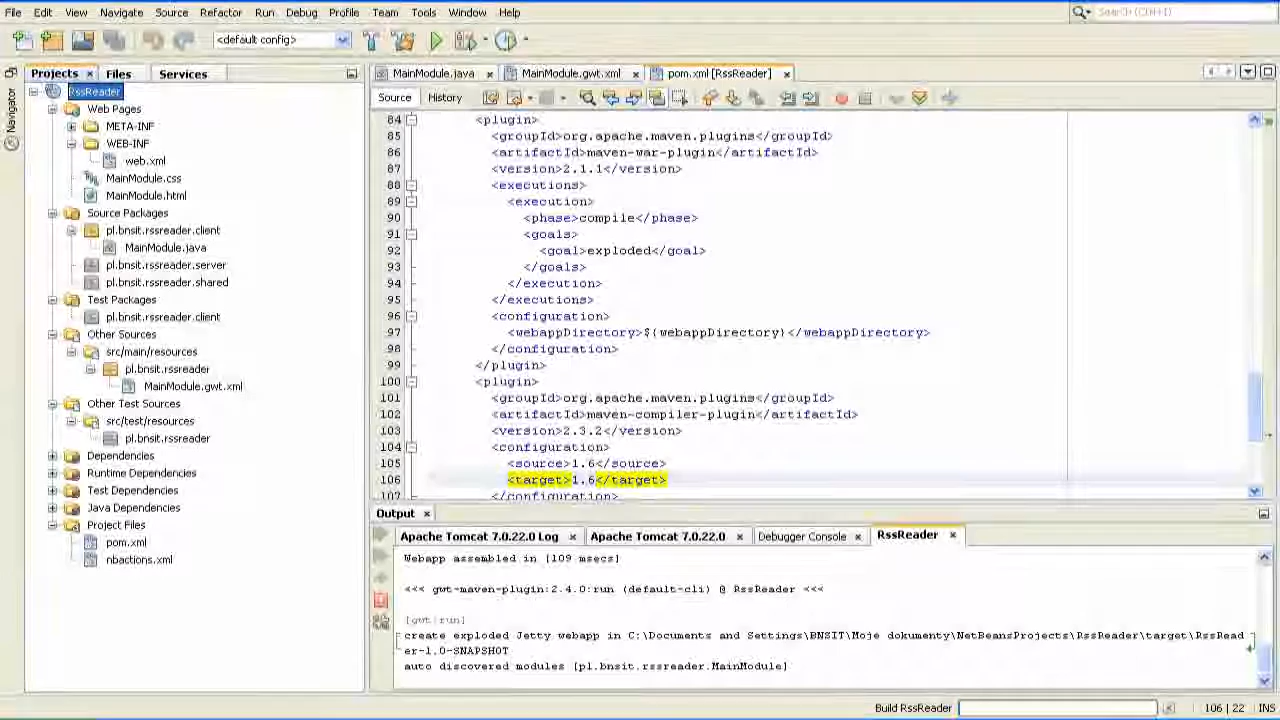 File Edit View Navigate Source Refactor Run Debug Profile Team Tools Window Help
Search (Ctrl+I)
<default config>
Projects Files Services
Navigator
RssReader
Web Pages
META-INF
WEB-INF
web.xml
MainModule.css
MainModule.html
Source Packages
pl.bnsit.rssreader.client
MainModule.java
pl.bnsit.rssreader.server
pl.bnsit.rssreader.shared
Test Packages
pl.bnsit.rssreader.client
Other Sources
src/main/resources
pl.bnsit.rssreader
MainModule.gwt.xml
Other Test Sources
src/test/resources
pl.bnsit.rssreader
Dependencies
Runtime Dependencies
Test Dependencies
Java Dependencies
Project Files
pom.xml
nbactions.xml
MainModule.java MainModule.gwt.xml pom.xml [RssReader]
Source History
84 <plugin>
85 <groupId>org.apache.maven.plugins</groupId>
86 <artifactId>maven-war-plugin</artifactId>
87 <version>2.1.1</version>
88 <executions>
89 <execution>
90 <phase>compile</phase>
91 <goals>
92 <goal>exploded</goal>
93 </goals>
94 </execution>
95 </executions>
96 <configuration>
97 <webappDirectory>${webappDirectory}</webappDirectory>
98 </configuration>
99 </plugin>
100 <plugin>
101 <groupId>org.apache.maven.plugins</groupId>
102 <artifactId>maven-compiler-plugin</artifactId>
103 <version>2.3.2</version>
104 <configuration>
105 <source>1.6</source>
106 <target>1.6</target>
107 </configuration>
Output
Apache Tomcat 7.0.22.0 Log Apache Tomcat 7.0.22.0 Debugger Console RssReader
Webapp assembled in [109 msecs]
<<< gwt-maven-plugin:2.4.0:run (default-cli) @ RssReader <<<
[gwt:run]
create exploded Jetty webapp in C:\Documents and Settings\BNSIT\Moje dokumenty\NetBeansProjects\RssReader\target\RssRead
er-1.0-SNAPSHOT
auto discovered modules [pl.bnsit.rssreader.MainModule]
Build RssReader 106 | 22 INS